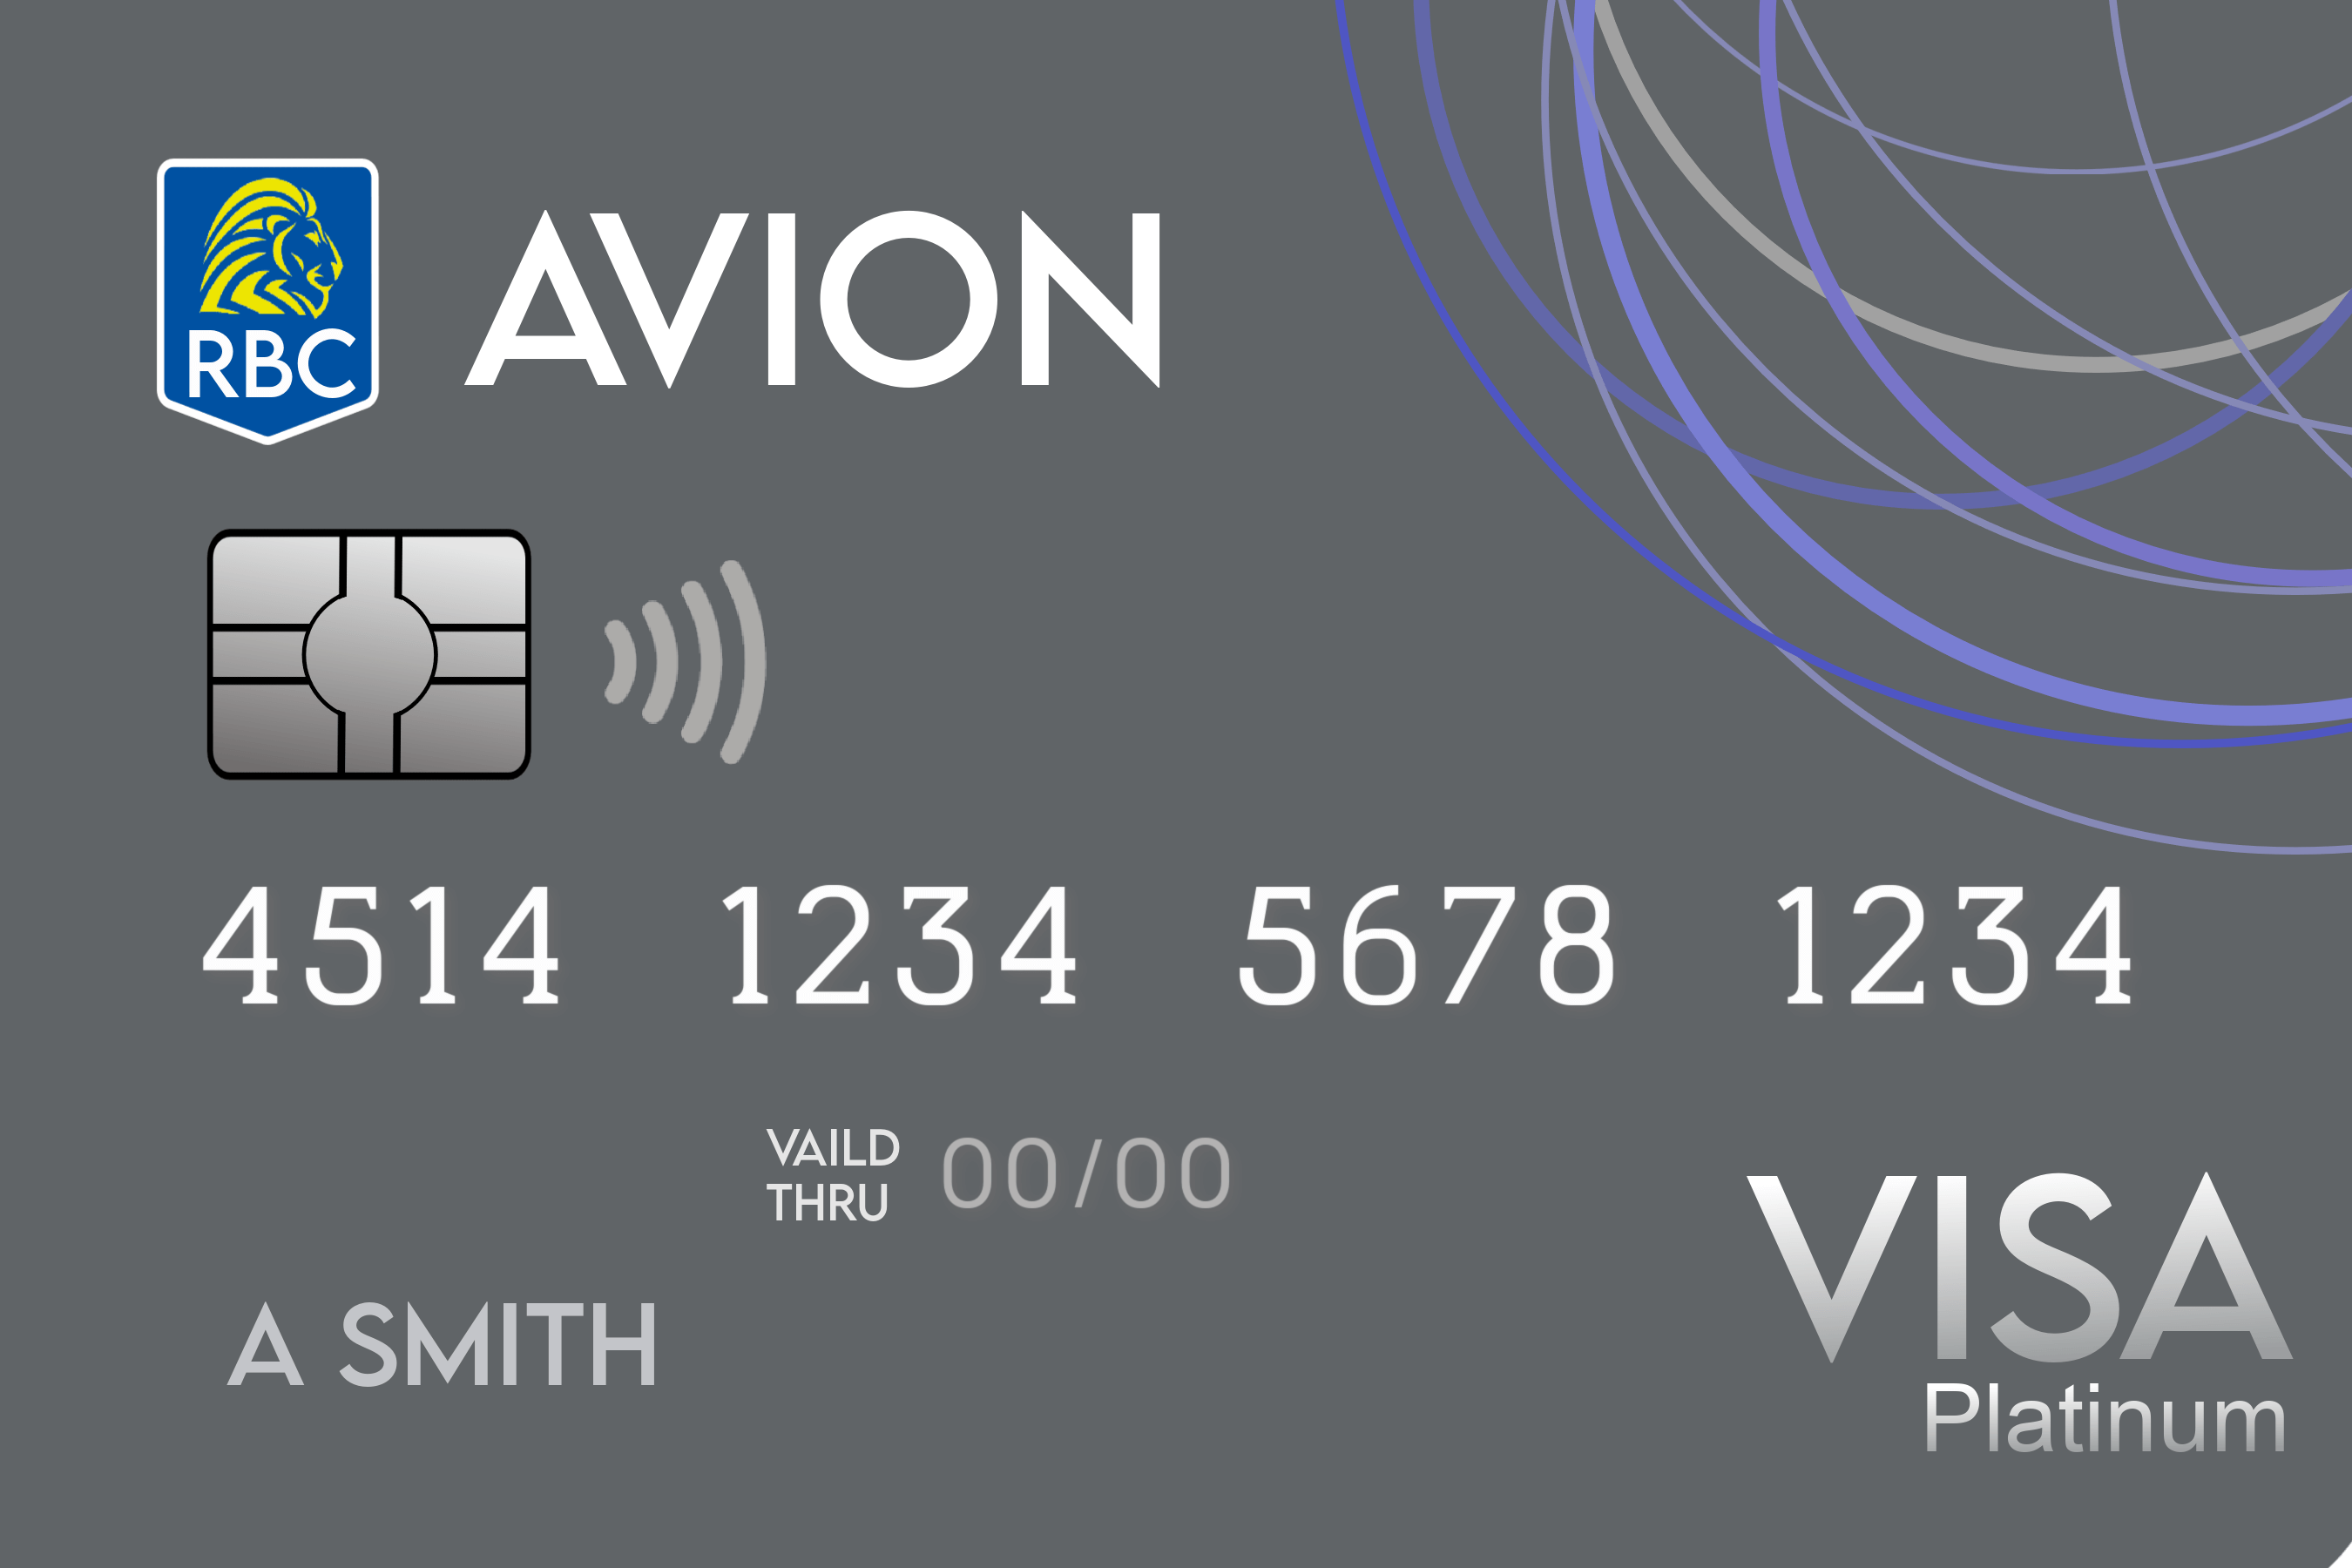 RBC
AVION
4514 1234 5678 1234
VAILD
THRU
00/00
A SMITH
VISA
Platinum